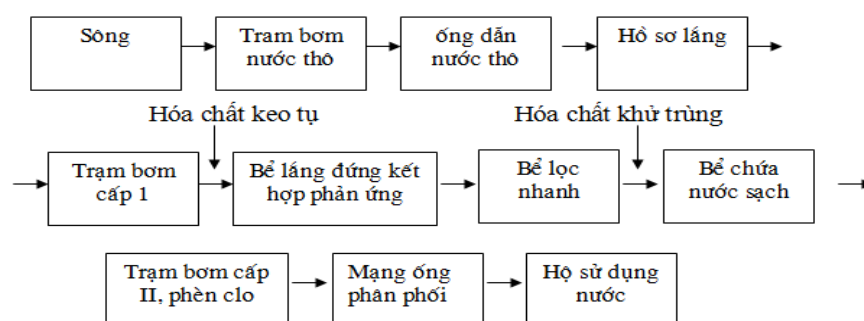 Sông
Trạm bơm
nước thô
ống dẫn
nước thô
Hồ sơ lắng
Hóa chất keo tụ
Hóa chất khử trùng
Trạm bơm
cấp 1
Bể lắng đứng kết
hợp phản ứng
Bể lọc
nhanh
Bể chứa
nước sạch
Trạm bơm cấp
II, phèn clo
Mạng ống
phân phối
Hộ sử dụng
nước